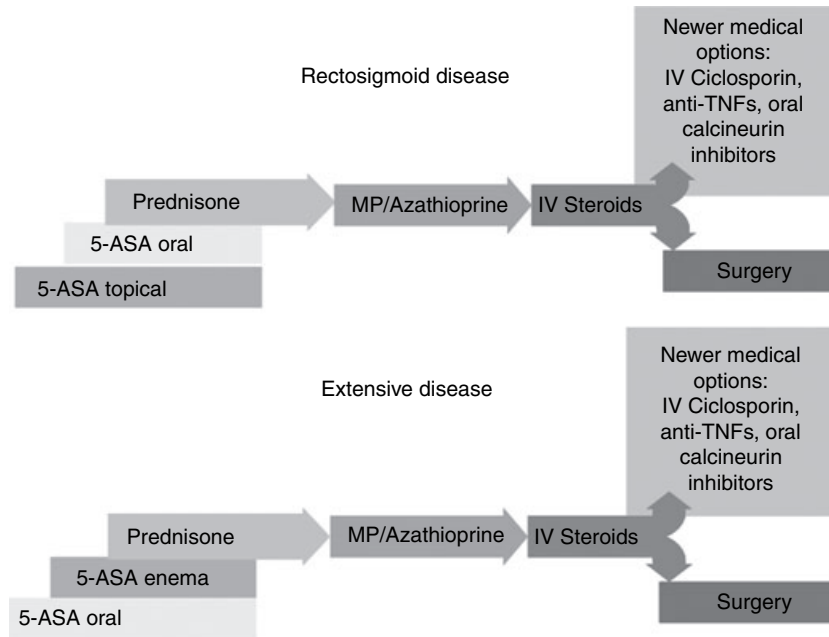 Rectosigmoid disease
Newer medical
options:
IV Ciclosporin,
anti-TNFs, oral
calcineurin
inhibitors
Prednisone
MP/Azathioprine
IV Steroids
5-ASA oral
5-ASA topical
Surgery
Extensive disease
Newer medical
options:
IV Ciclosporin,
anti-TNFs, oral
calcineurin
inhibitors
Prednisone
MP/Azathioprine
IV Steroids
5-ASA enema
5-ASA oral
Surgery